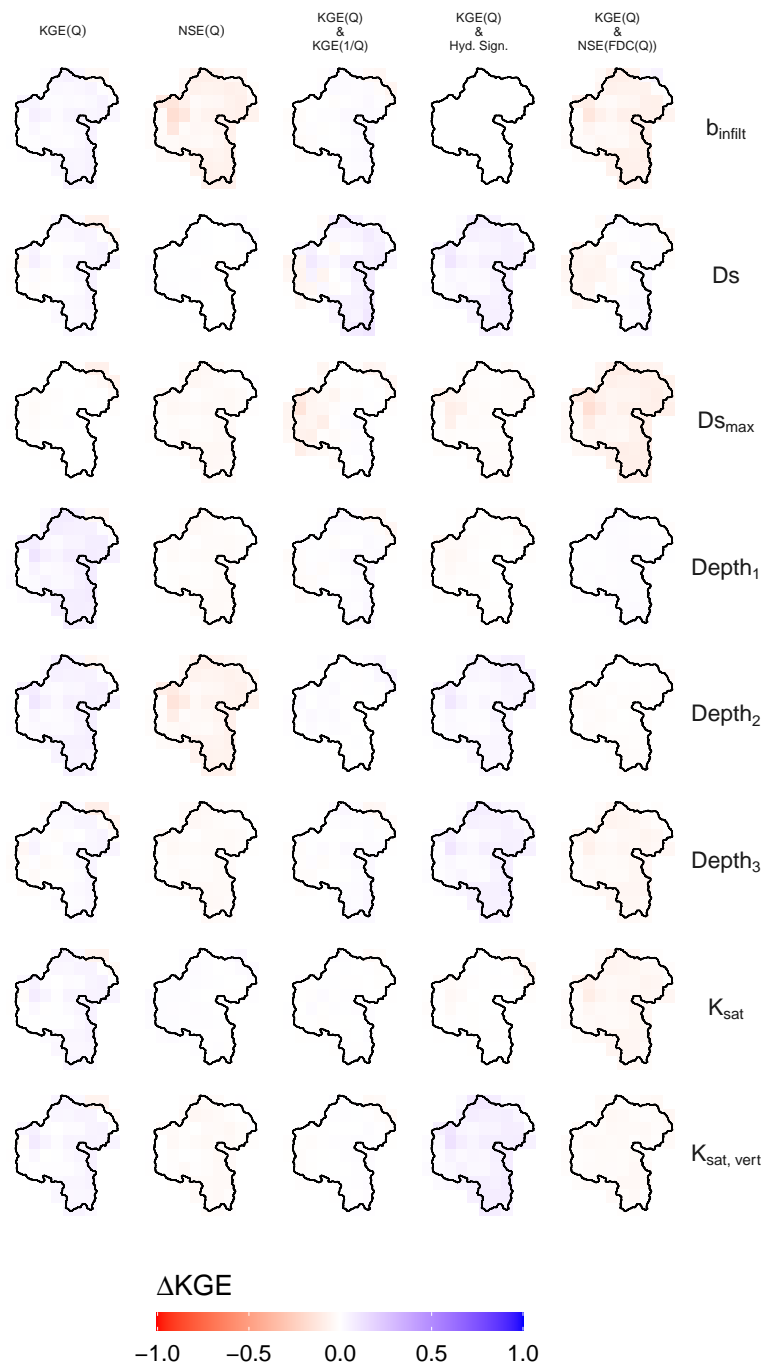 KGE(Q)
NSE(Q)
KGE(Q)
&
KGE(1/Q)
KGE(Q)
&
Hyd. Sign.
KGE(Q)
&
NSE(FDC(Q))
b_infilt
Ds
Ds_max
Depth_1
Depth_2
Depth_3
K_sat
K_sat, vert
ΔKGE
−1.0 −0.5 0.0 0.5 1.0